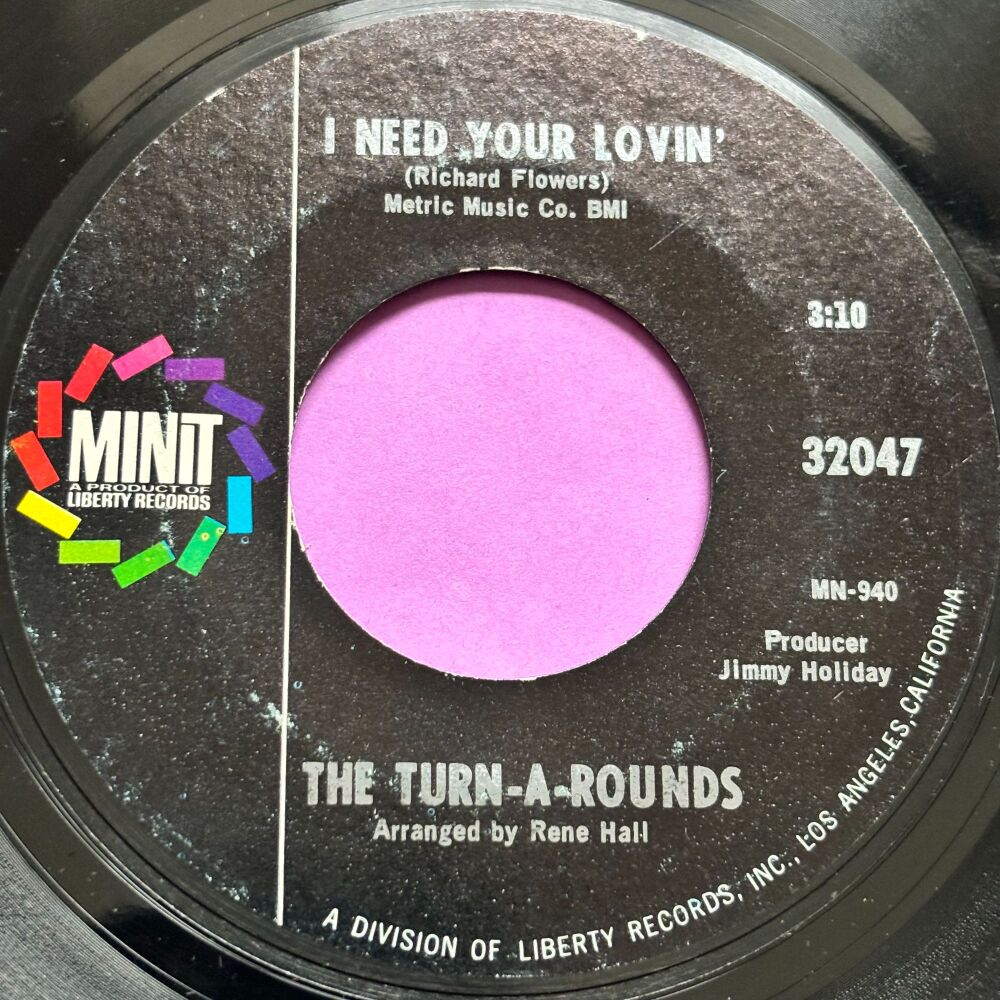 I NEED YOUR LOVIN'
(Richard Flowers)
Metric Music Co. BMI
3:10
MINIT
A PRODUCT OF
LIBERTY RECORDS
32047
MN-940
Producer
Jimmy Holiday
THE TURN-A-ROUNDS
Arranged by Rene Hall
A DIVISION OF LIBERTY RECORDS, INC., LOS ANGELES, CALIFORNIA